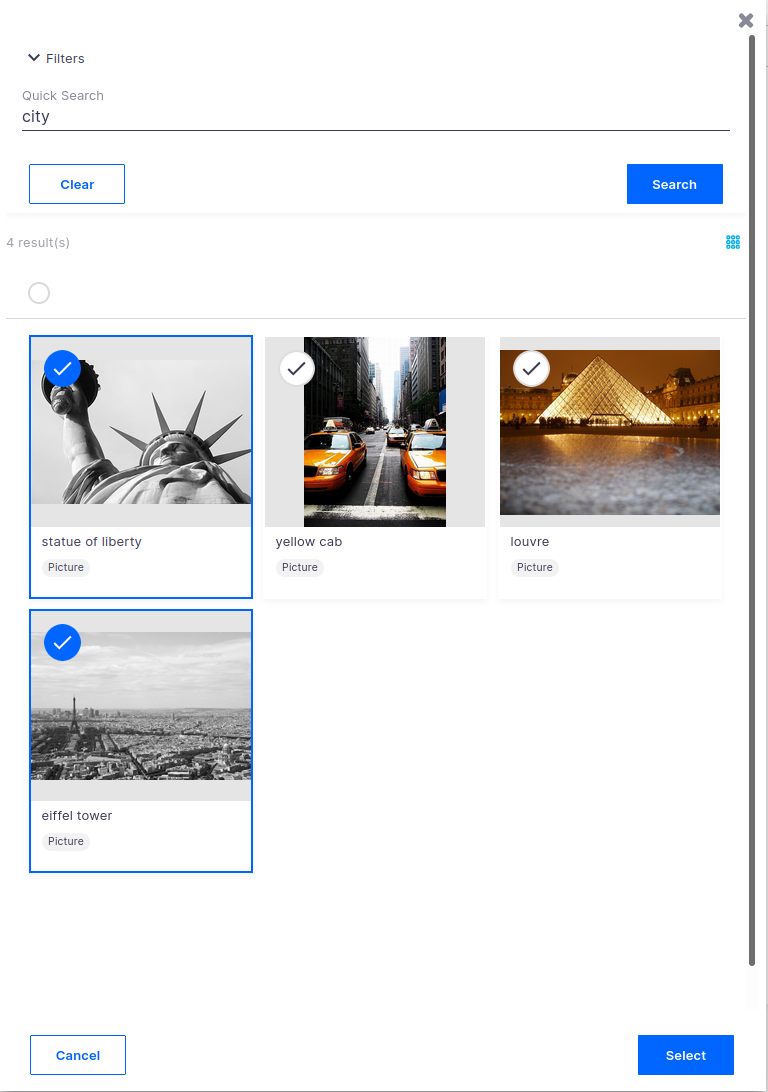 Filters
Quick Search
city
Clear
Search
4 result(s)
statue of liberty
yellow cab
louvre
Picture
Picture
Picture
eiffel tower
Picture
Cancel
Select